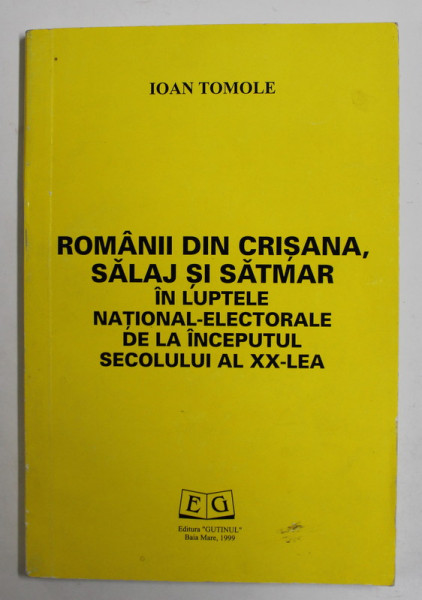 IOAN TOMOLE
ROMÂNII DIN CRIȘANA,
SĂLAJ ȘI SĂTMAR
ÎN LUPTELE
NAȚIONAL-ELECTORALE
DE LA ÎNCEPUTUL
SECOLULUI AL XX-LEA
E G
Editura "GUTINUL"
Baia Mare, 1999